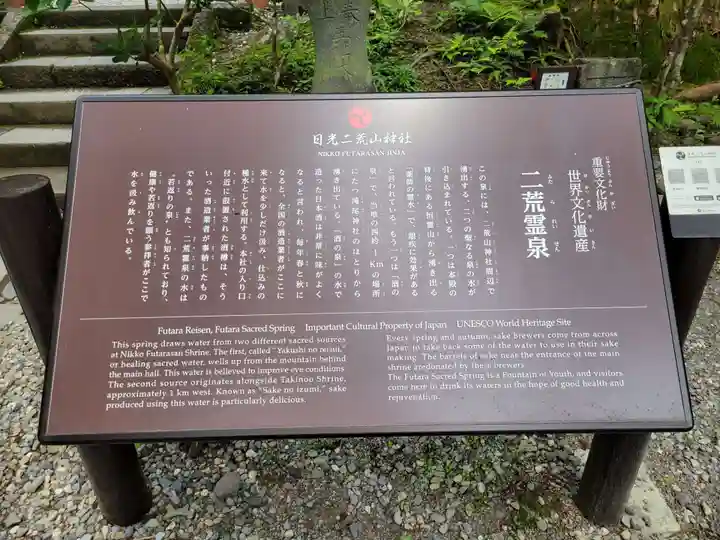 日光二荒山神社
NIKKO FUTARASAN JINJA
重要文化財
世界文化遺産
二荒霊泉
ふたられいせん
この泉には、二荒山神社周辺で
湧出する、二つの聖なる泉の水が
引き込まれている。一つは本殿の
背後にある恒霊山から湧き出る
「薬師の霊水」で、眼疾に効果がある
と言われている。もう一つは「酒の
泉」で、当地の西約1Kmの場所
にたつ滝尾神社のほとりから
湧き出ている。「酒の泉」の水で
造った日本酒は非常に味がよく
なると言われ、毎年春と秋に
なると、全国の酒造業者がここに
来て水を少しだけ汲み、仕込みの
種水として利用する。本社の入り口
付近に設置された酒樽は、そう
いった酒造業者が奉納したもの
である。また、二荒霊泉の水は
"若返りの泉"とも知られており、
健康や若返りを願う参拝者がここで
水を汲み飲んでいる。
Futara Reisen, Futara Sacred Spring Important Cultural Property of Japan UNESCO World Heritage Site
This spring draws water from two different sacred sources
at Nikko Futarasan Shrine. The first, called "Yakushi no reisui,"
or healing sacred water, wells up from the mountain behind
the main hall. This water is believed to improve eye conditions.
The second source originates alongside Takinoo Shrine,
approximately 1 km west. Known as "Sake no izumi," sake
produced using this water is particularly delicious.
Every spring and autumn, sake brewers come from across
Japan to take back some of the water to use in their sake
making. The barrels of sake near the entrance of the main
shrine are donated by these brewers.
The Futara Sacred Spring is a Fountain of Youth, and visitors
come here to drink its waters in the hope of good health and
rejuvenation.